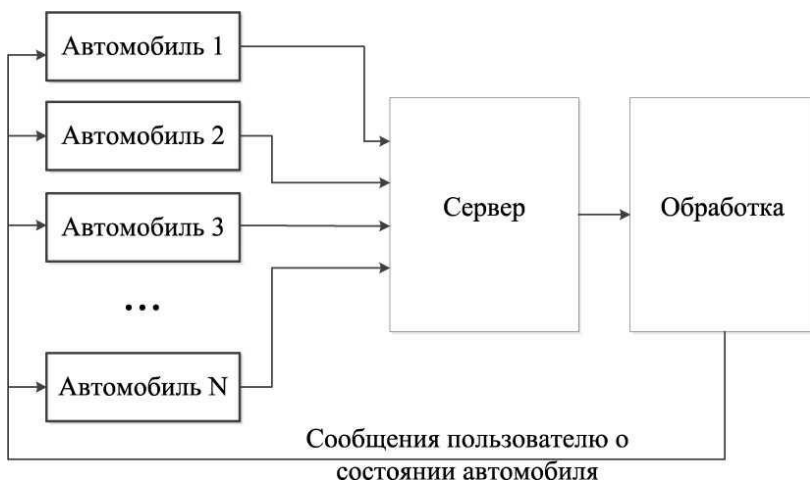 Автомобиль 1
Автомобиль 2
Автомобиль 3
...
Автомобиль N
Сервер
Обработка
Сообщения пользователю о
состоянии автомобиля